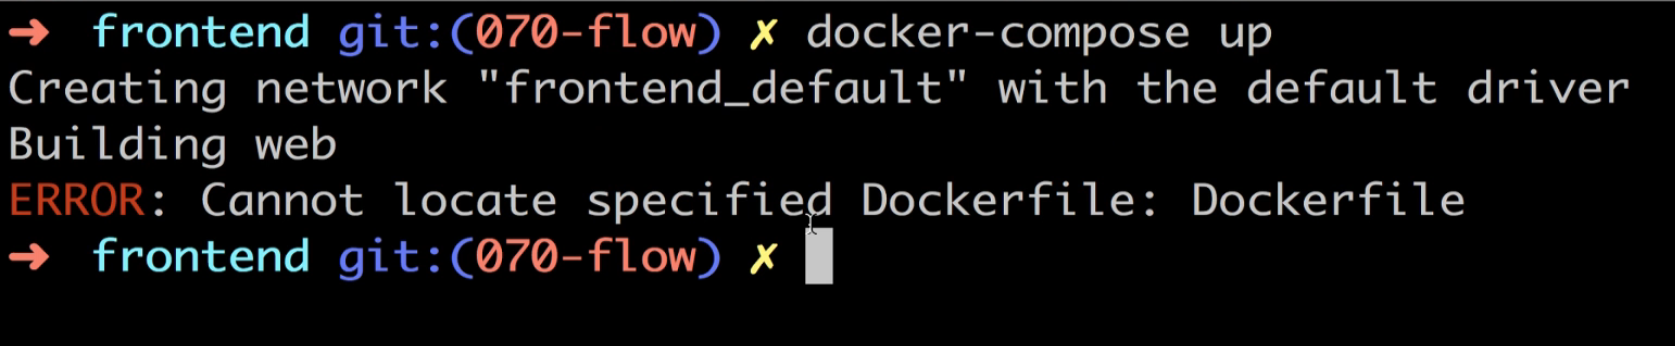 ➜ frontend git:(070-flow) ✗ docker-compose up
Creating network "frontend_default" with the default driver
Building web
ERROR: Cannot locate specified Dockerfile: Dockerfile
➜ frontend git:(070-flow) ✗